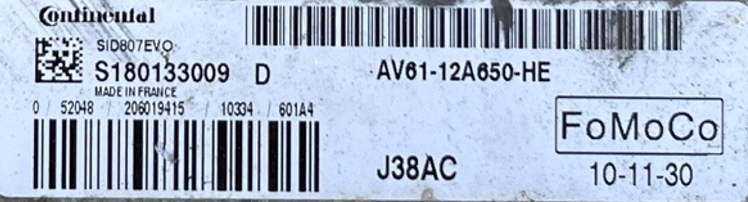 Continental
SID807EVO
S180133009 D
MADE IN FRANCE
0 / 52048 / 206019415 / 10334 / 601A4
AV61-12A650-HE
FoMoCo
J38AC
10-11-30